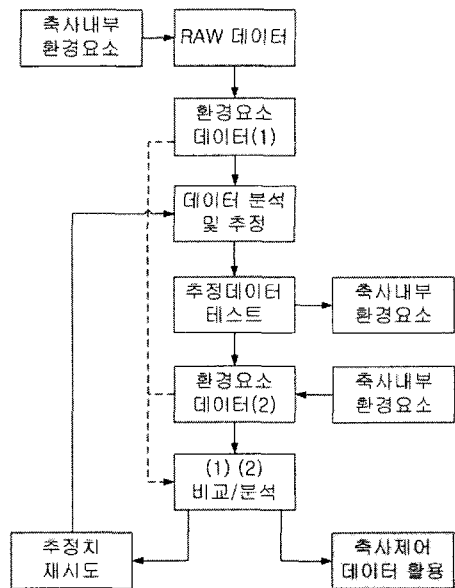 축사내부
환경요소
RAW 데이터
환경요소
데이터(1)
데이터 분석
및 추정
추정데이터
테스트
축사내부
환경요소
환경요소
데이터(2)
축사내부
환경요소
(1) (2)
비교/분석
추정치
재시도
축사제어
데이터 활용